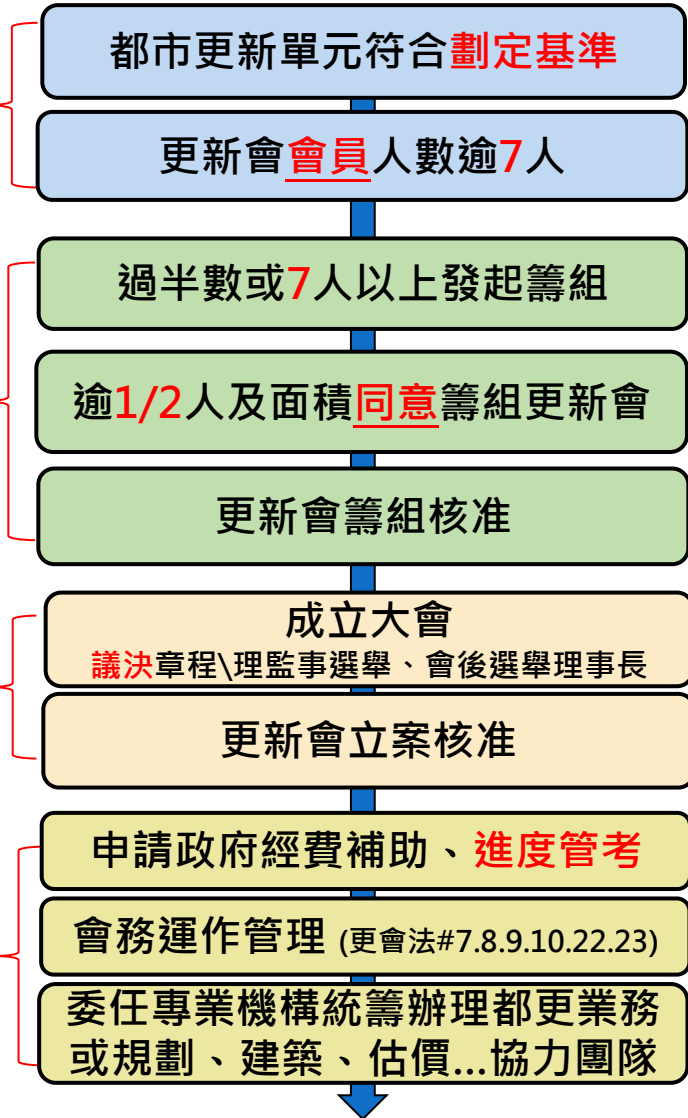 都市更新單元符合劃定基準
更新會會員人數逾7人
過半數或7人以上發起籌組
逾1/2人及面積同意籌組更新會
更新會籌組核准
成立大會
議決章程\理監事選舉、會後選舉理事長
更新會立案核准
申請政府經費補助、進度管考
會務運作管理 (更會法#7.8.9.10.22.23)
委任專業機構統籌辦理都更業務
或規劃、建築、估價...協力團隊